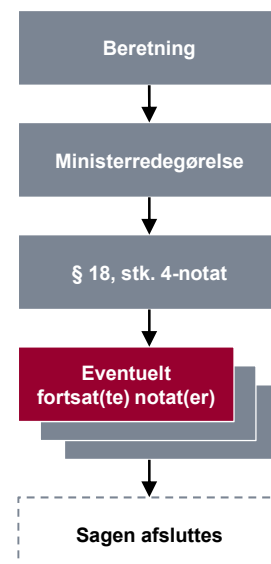 Beretning
Ministerredegørelse
§ 18, stk. 4-notat
Eventuelt
fortsat(te) notat(er)
Sagen afsluttes